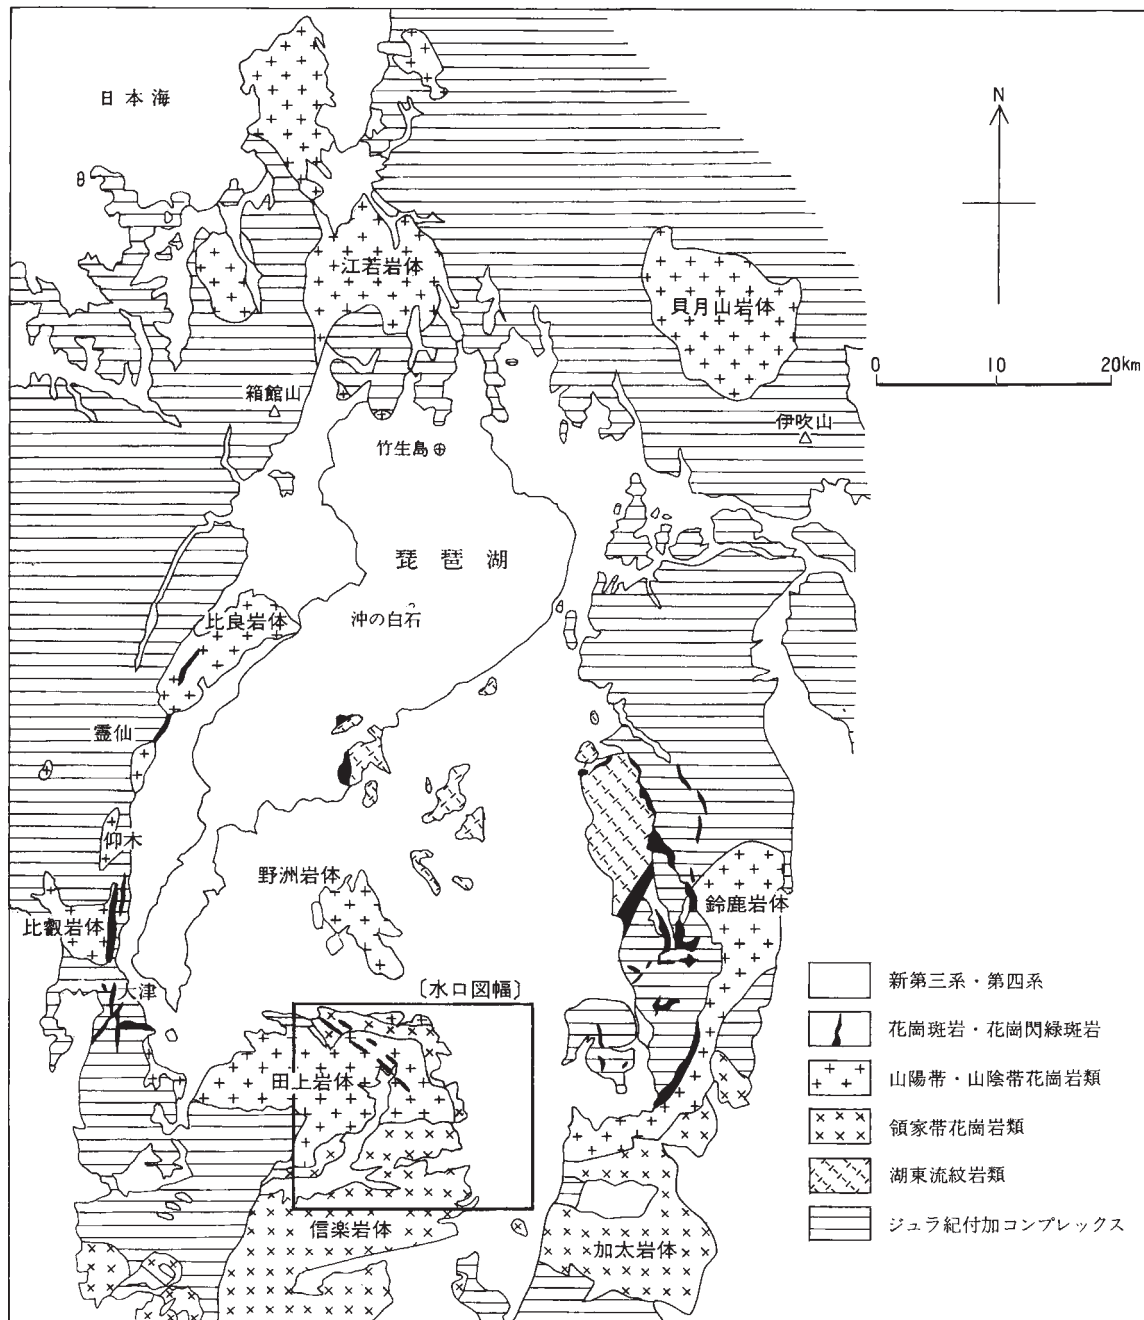 日本海
N
江若岩体
貝月山岩体
0 10 20km
箱館山
伊吹山
竹生島
琵琶湖
比良岩体
沖の白石
霊仙
仰木
野洲岩体
鈴鹿岩体
比叡岩体
大津
〔水口図幅〕
田上岩体
信楽岩体
加太岩体
新第三系・第四系
花崗斑岩・花崗閃緑斑岩
山陽帯・山陰帯花崗岩類
領家帯花崗岩類
湖東流紋岩類
ジュラ紀付加コンプレックス